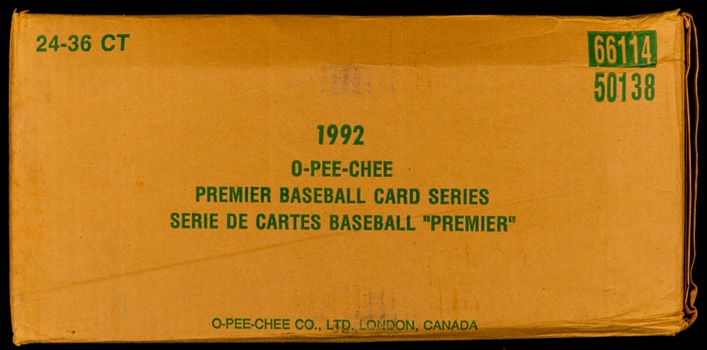 24-36 CT
66114
50138
1992
O-PEE-CHEE
PREMIER BASEBALL CARD SERIES
SERIE DE CARTES BASEBALL "PREMIER"
O-PEE-CHEE CO., LTD. LONDON, CANADA